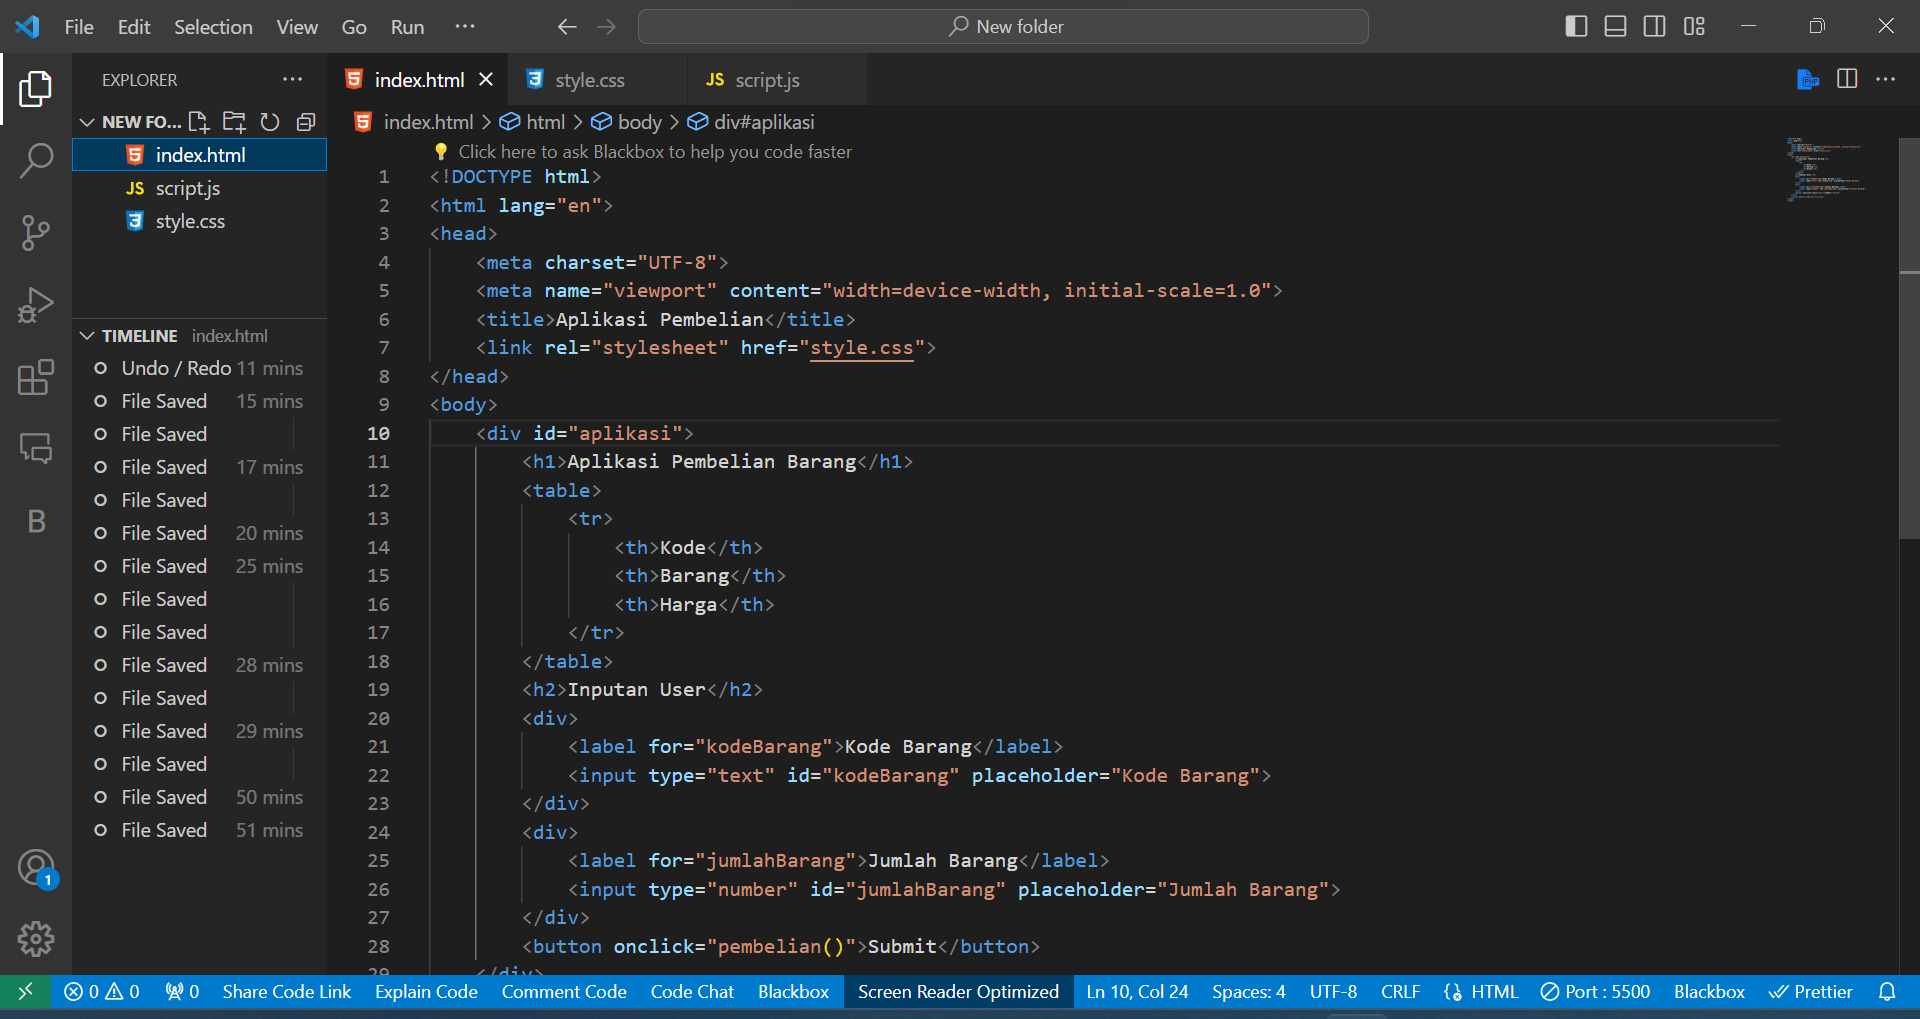 File Edit Selection View Go Run ··· New folder
EXPLORER ···
NEW FO...
index.html
script.js
style.css
TIMELINE index.html
Undo / Redo 11 mins
File Saved 15 mins
File Saved
File Saved 17 mins
File Saved
File Saved 20 mins
File Saved 25 mins
File Saved
File Saved
File Saved 28 mins
File Saved
File Saved 29 mins
File Saved
File Saved 50 mins
File Saved 51 mins
B
1
index.html style.css JS script.js PHP
index.html > html > body > div#aplikasi
Click here to ask Blackbox to help you code faster
1 <!DOCTYPE html>
2 <html lang="en">
3 <head>
4 <meta charset="UTF-8">
5 <meta name="viewport" content="width=device-width, initial-scale=1.0">
6 <title>Aplikasi Pembelian</title>
7 <link rel="stylesheet" href="style.css">
8 </head>
9 <body>
10 <div id="aplikasi">
11 <h1>Aplikasi Pembelian Barang</h1>
12 <table>
13 <tr>
14 <th>Kode</th>
15 <th>Barang</th>
16 <th>Harga</th>
17 </tr>
18 </table>
19 <h2>Inputan User</h2>
20 <div>
21 <label for="kodeBarang">Kode Barang</label>
22 <input type="text" id="kodeBarang" placeholder="Kode Barang">
23 </div>
24 <div>
25 <label for="jumlahBarang">Jumlah Barang</label>
26 <input type="number" id="jumlahBarang" placeholder="Jumlah Barang">
27 </div>
28 <button onclick="pembelian()">Submit</button>
29 </div>
0 0 0 Share Code Link Explain Code Comment Code Code Chat Blackbox Screen Reader Optimized Ln 10, Col 24 Spaces: 4 UTF-8 CRLF HTML Port : 5500 Blackbox Prettier